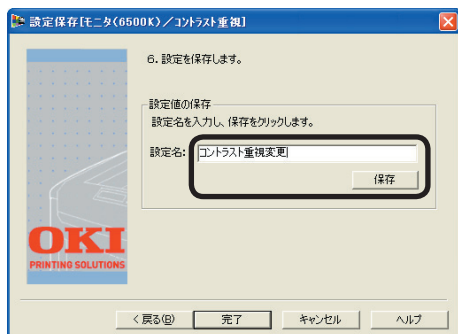 設定保存[モニタ(6500K)/コントラスト重視]
6. 設定を保存します。
設定値の保存
設定名を入力し、保存をクリックします。
設定名: コントラスト重視変更
保存
OKI
PRINTING SOLUTIONS
< 戻る(B) 完了 キャンセル ヘルプ